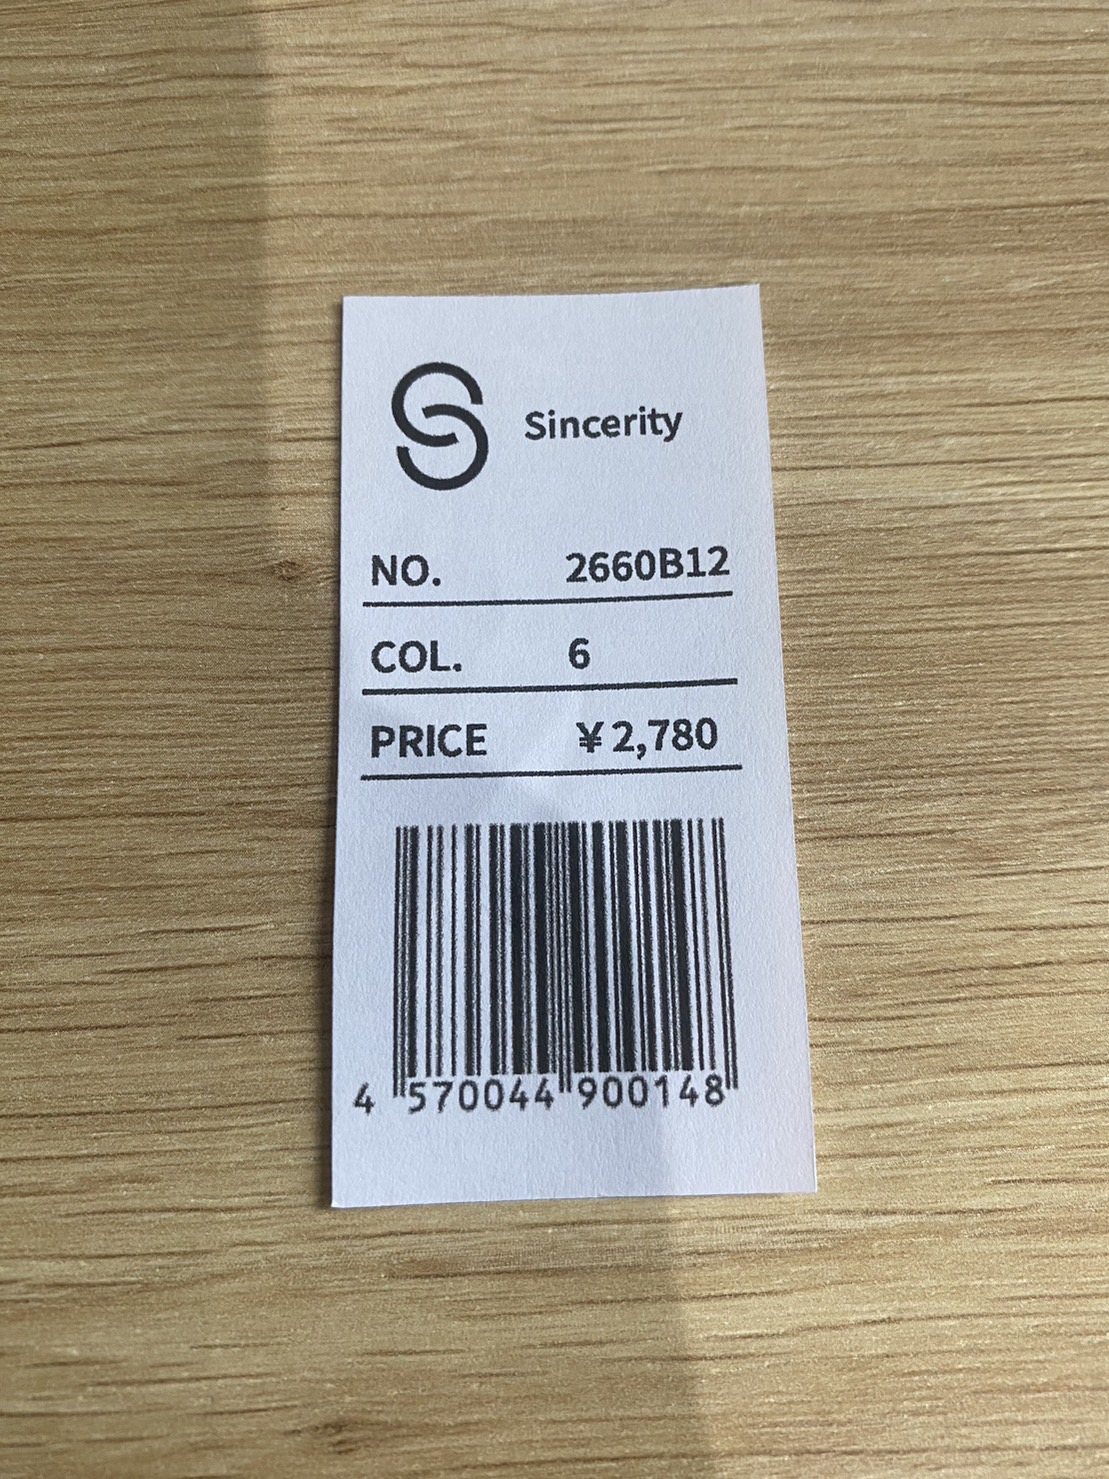 Sincerity
NO. 2660B12
COL. 6
PRICE ¥2,780
4 570044 900148